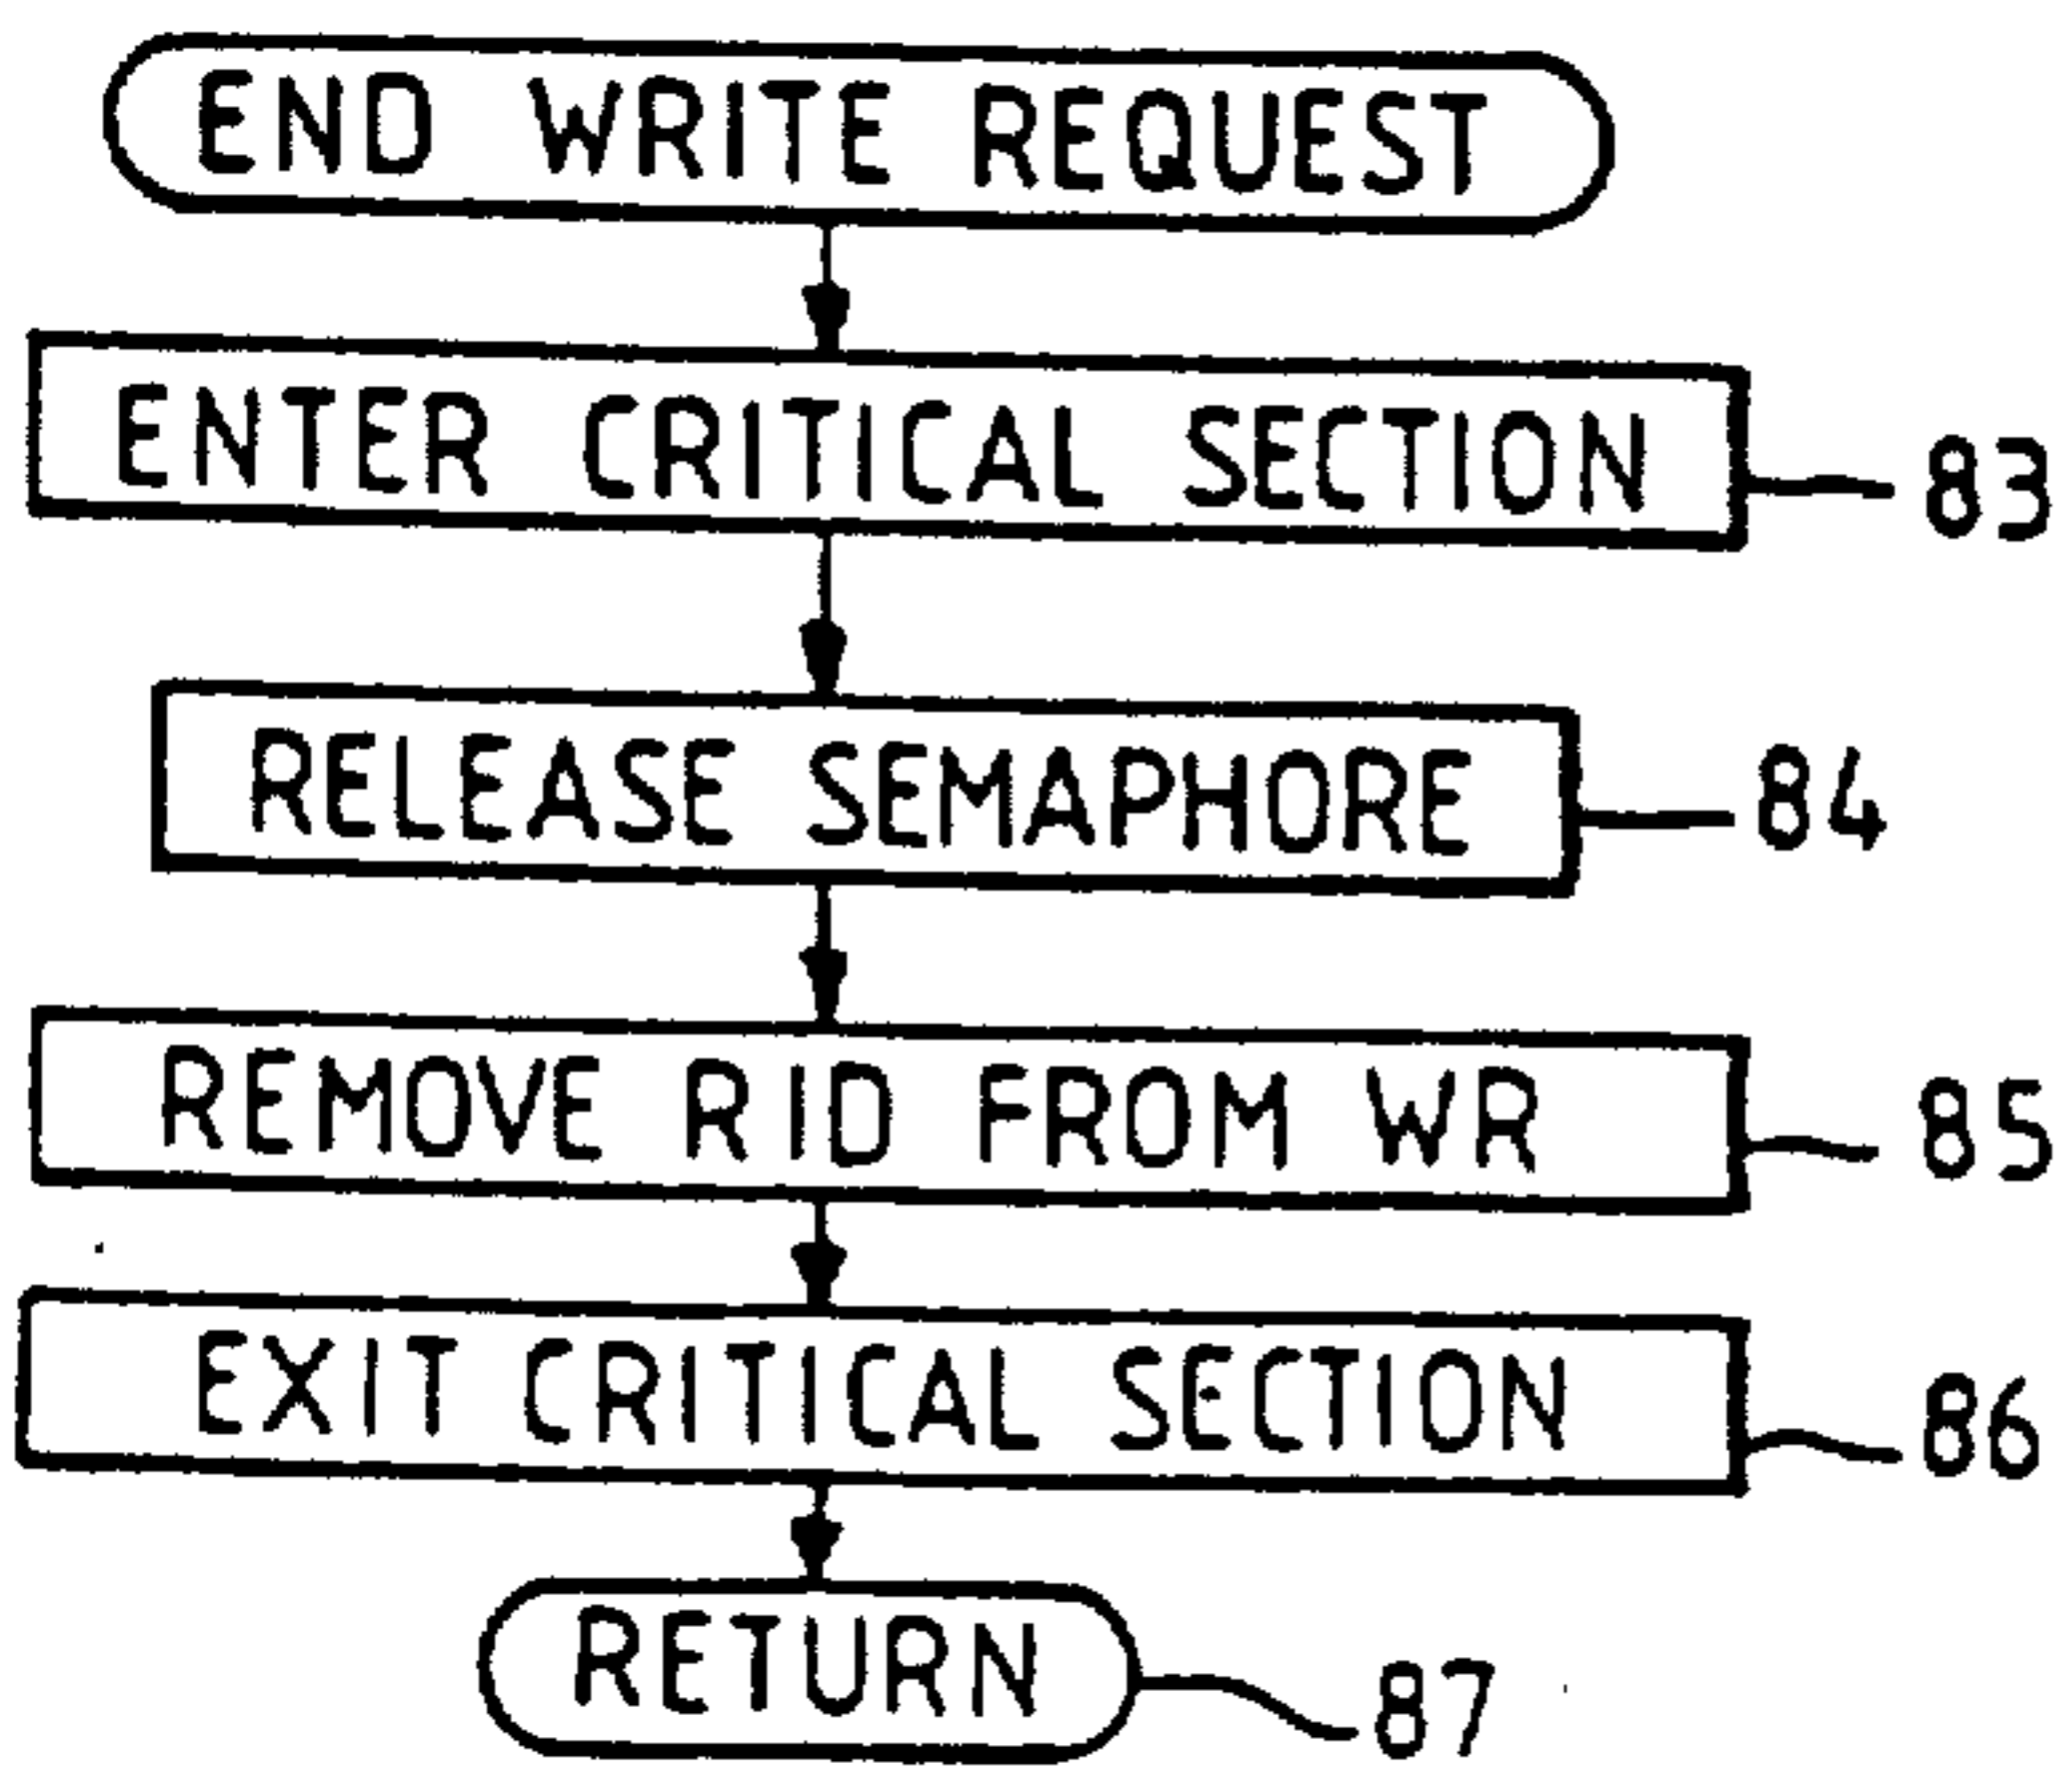 END WRITE REQUEST
ENTER CRITICAL SECTION
83
RELEASE SEMAPHORE
84
REMOVE RID FROM WR
85
EXIT CRITICAL SECTION
86
RETURN
87